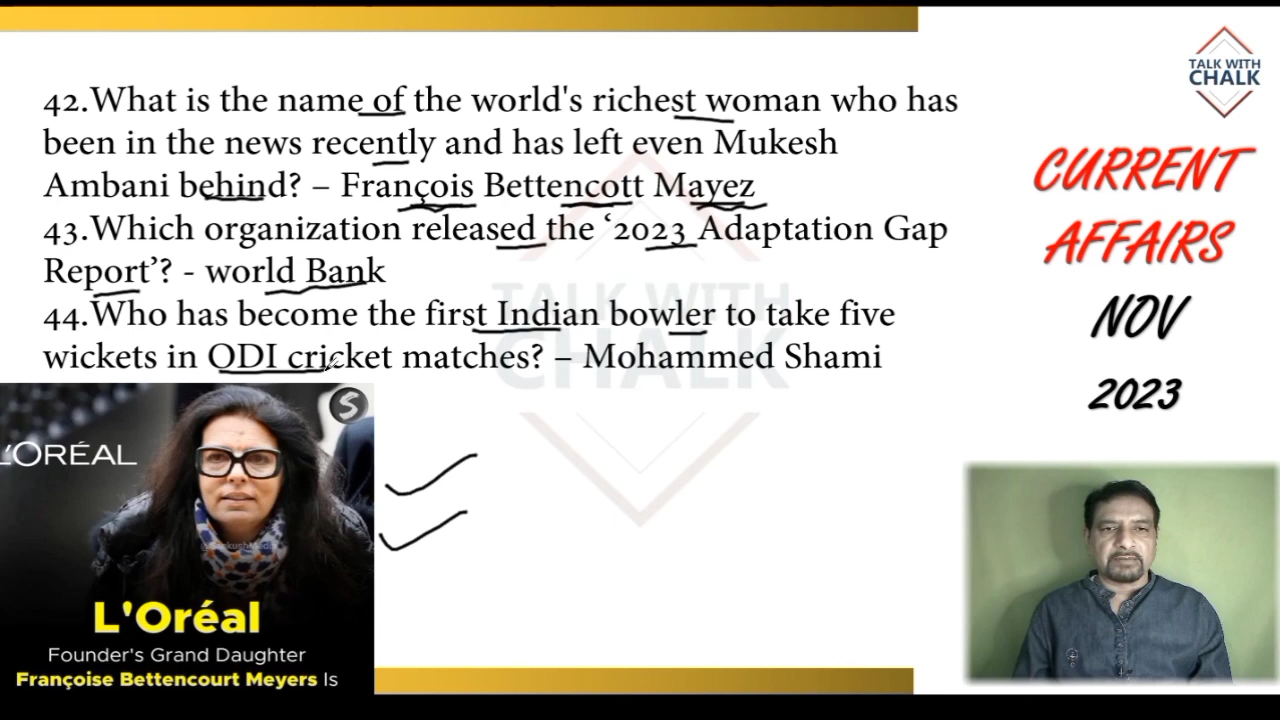 42.What is the name of the world's richest woman who has
been in the news recently and has left even Mukesh
Ambani behind? – François Bettencott Mayez
43.Which organization released the ‘2023 Adaptation Gap
Report’? - world Bank
44.Who has become the first Indian bowler to take five
wickets in ODI cricket matches? – Mohammed Shami
TALK WITH
CHALK
CURRENT
AFFAIRS
NOV
2023
TALK WITH
CHALK
S
L'ORÉAL
L'Oréal
Founder's Grand Daughter
Françoise Bettencourt Meyers Is